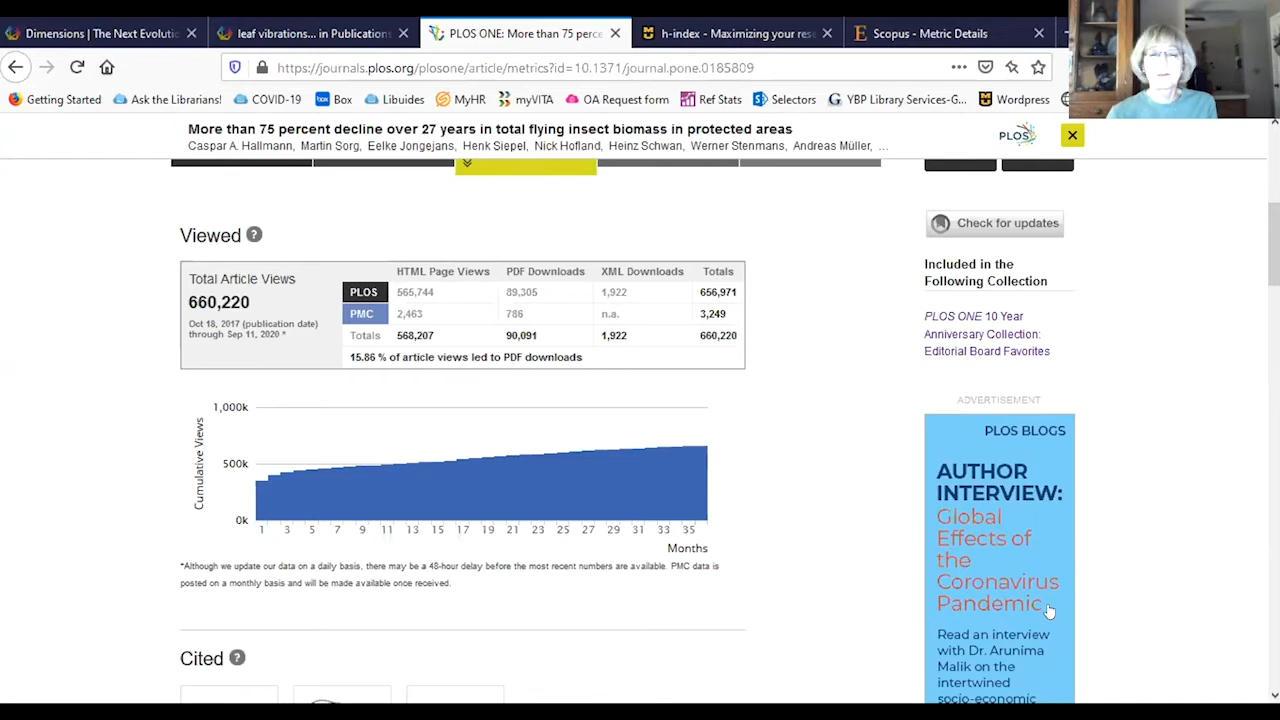 Dimensions | The Next Evolutio
leaf vibrations... in Publications
PLOS ONE: More than 75 perce
h-index - Maximizing your res
Scopus - Metric Details
https://journals.plos.org/plosone/article/metrics?id=10.1371/journal.pone.0185809
Getting Started
Ask the Librarians!
COVID-19
Box
Libuides
MyHR
myVITA
OA Request form
Ref Stats
Selectors
YBP Library Services-G...
Wordpress
More than 75 percent decline over 27 years in total flying insect biomass in protected areas
Caspar A. Hallmann, Martin Sorg, Eelke Jongejans, Henk Siepel, Nick Hofland, Heinz Schwan, Werner Stenmans, Andreas Müller, ...
PLOS
Viewed ?
Total Article Views
660,220
Oct 18, 2017 (publication date)
through Sep 11, 2020 *
HTML Page Views PDF Downloads XML Downloads Totals
PLOS 565,744 89,305 1,922 656,971
PMC 2,463 786 n.a. 3,249
Totals 568,207 90,091 1,922 660,220
15.86 % of article views led to PDF downloads
Cumulative Views
1,000k
500k
0k
1 3 5 7 9 11 13 15 17 19 21 23 25 27 29 31 33 35
Months
*Although we update our data on a daily basis, there may be a 48-hour delay before the most recent numbers are available. PMC data is
posted on a monthly basis and will be made available once received.
Cited ?
Check for updates
Included in the
Following Collection
PLOS ONE 10 Year
Anniversary Collection:
Editorial Board Favorites
ADVERTISEMENT
PLOS BLOGS
AUTHOR
INTERVIEW:
Global
Effects of
the
Coronavirus
Pandemic
Read an interview
with Dr. Arunima
Malik on the
intertwined
socio-economic